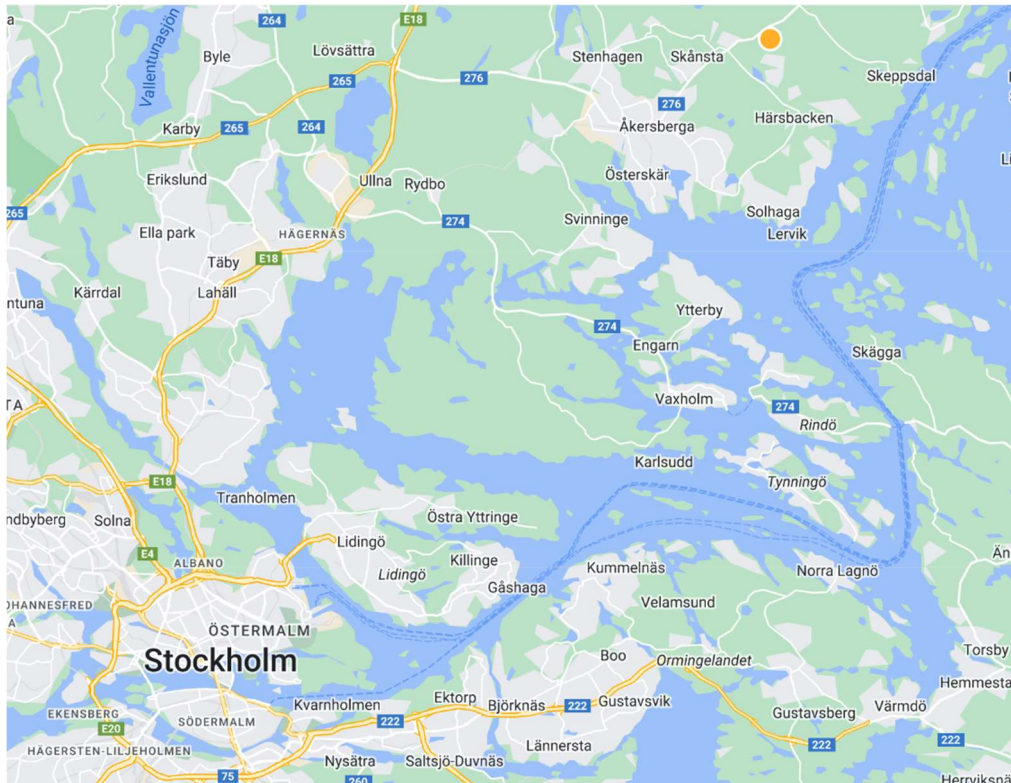 a
264
E18
Vallentunasjön
Byle
Lövsättra
Stenhagen
Skånsta
265
276
Skeppsdal
276
Karby
265
264
Härsbacken
Åkersberga
Erikslund
Ullna
Rydbo
Österskär
265
274
Svinninge
Solhaga
Lervik
Ella park
HÄGERNÄS
Täby
E18
Kärrdal
Lahäll
ntuna
Ytterby
274
Engarn
Skägga
TA
Vaxholm
274
Rindö
Karlsudd
E18
Tynningö
Tranholmen
ndbyberg
Solna
Östra Yttringe
E4
Lidingö
ALBANO
Killinge
Lidingö
Gåshaga
Kummelnäs
Norra Lagnö
Än
OHANNESFRED
A
Velamsund
ÖSTERMALM
Stockholm
Boo
Ormingelandet
Torsby
Hemmesta
Kvarnholmen
Ektorp
Björknäs
222
Gustavsvik
222
Gustavsberg
Värmdö
EKENSBERG
SÖDERMALM
E20
HÄGERSTEN-LILJEHOLMEN
Lännersta
222
222
Nysätra
Saltsjö-Duvnäs
75
260
Herrviksnä